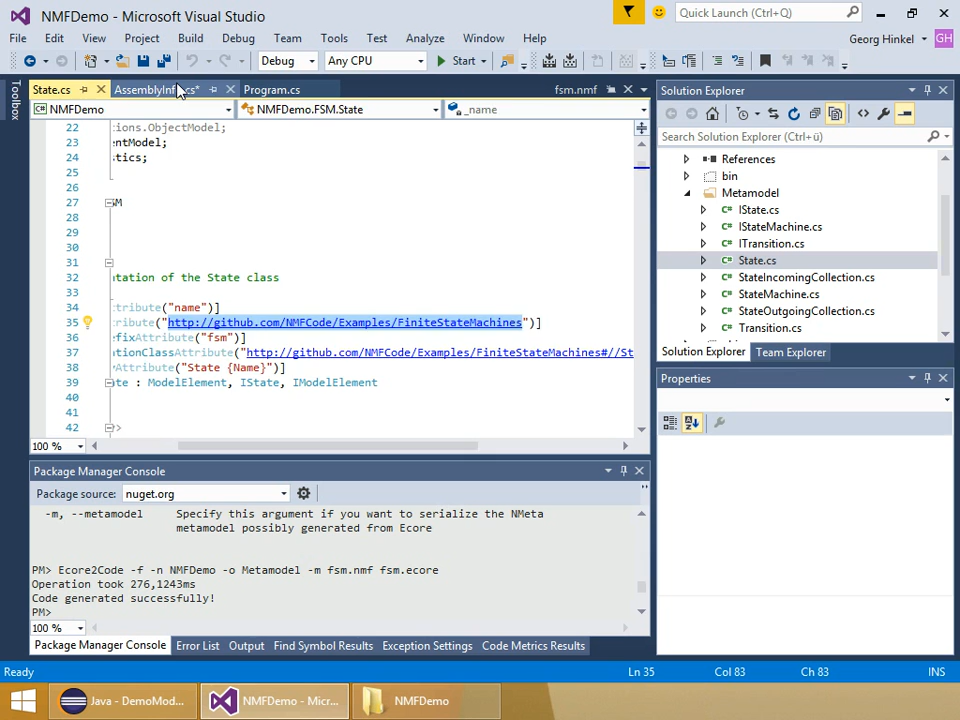 NMFDemo - Microsoft Visual Studio
Quick Launch (Ctrl+Q)
File Edit View Project Build Debug Team Tools Test Analyze Window Help
Georg Hinkel GH
Debug Any CPU Start
Toolbox
State.cs AssemblyInfo.cs* Program.cs fsm.nmf
NMFDemo NMFDemo.FSM.State _name
22 tions.ObjectModel;
23 entModel;
24 stics;
25
26
27 SM
28
29
30
31
32 tation of the State class
33
34 tribute("name")]
35 ribute("http://github.com/NMFCode/Examples/FiniteStateMachines")]
36 fixAttribute("fsm")]
37 ationClassAttribute("http://github.com/NMFCode/Examples/FiniteStateMachines#//St
38 Attribute("State {Name}")]
39 te : ModelElement, IState, IModelElement
40
41
42 >
100 %
Solution Explorer
Search Solution Explorer (Ctrl+ü)
References
bin
Metamodel
C# IState.cs
C# IStateMachine.cs
C# ITransition.cs
C# State.cs
C# StateIncomingCollection.cs
C# StateMachine.cs
C# StateOutgoingCollection.cs
C# Transition.cs
Solution Explorer Team Explorer
Properties
Package Manager Console
Package source: nuget.org
-m, --metamodel Specify this argument if you want to serialize the NMeta
metamodel possibly generated from Ecore
PM> Ecore2Code -f -n NMFDemo -o Metamodel -m fsm.nmf fsm.ecore
Operation took 276,1243ms
Code generated successfully!
PM>
100 %
Package Manager Console Error List Output Find Symbol Results Exception Settings Code Metrics Results
Ready Ln 35 Col 83 Ch 83 INS
Java - DemoMod... NMFDemo - Micr... NMFDemo